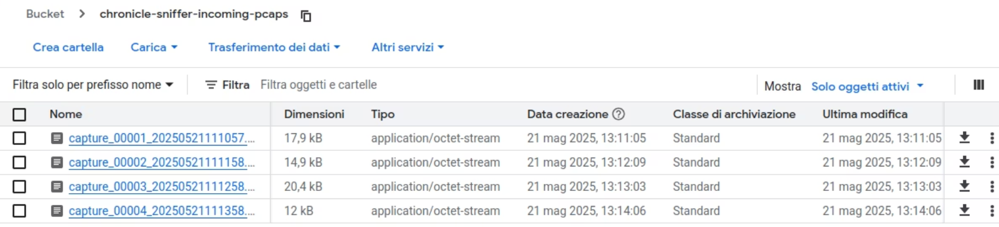 Bucket > chronicle-sniffer-incoming-pcaps
Crea cartella Carica Trasferimento dei dati Altri servizi
Filtra solo per prefisso nome Filtra Filtra oggetti e cartelle Mostra Solo oggetti attivi
Nome Dimensioni Tipo Data creazione ? Classe di archiviazione Ultima modifica
capture_00001_20250521111057.… 17,9 kB application/octet-stream 21 mag 2025, 13:11:05 Standard 21 mag 2025, 13:11:05
capture_00002_20250521111158.… 14,9 kB application/octet-stream 21 mag 2025, 13:12:09 Standard 21 mag 2025, 13:12:09
capture_00003_20250521111258.… 20,4 kB application/octet-stream 21 mag 2025, 13:13:03 Standard 21 mag 2025, 13:13:03
capture_00004_20250521111358.… 12 kB application/octet-stream 21 mag 2025, 13:14:06 Standard 21 mag 2025, 13:14:06